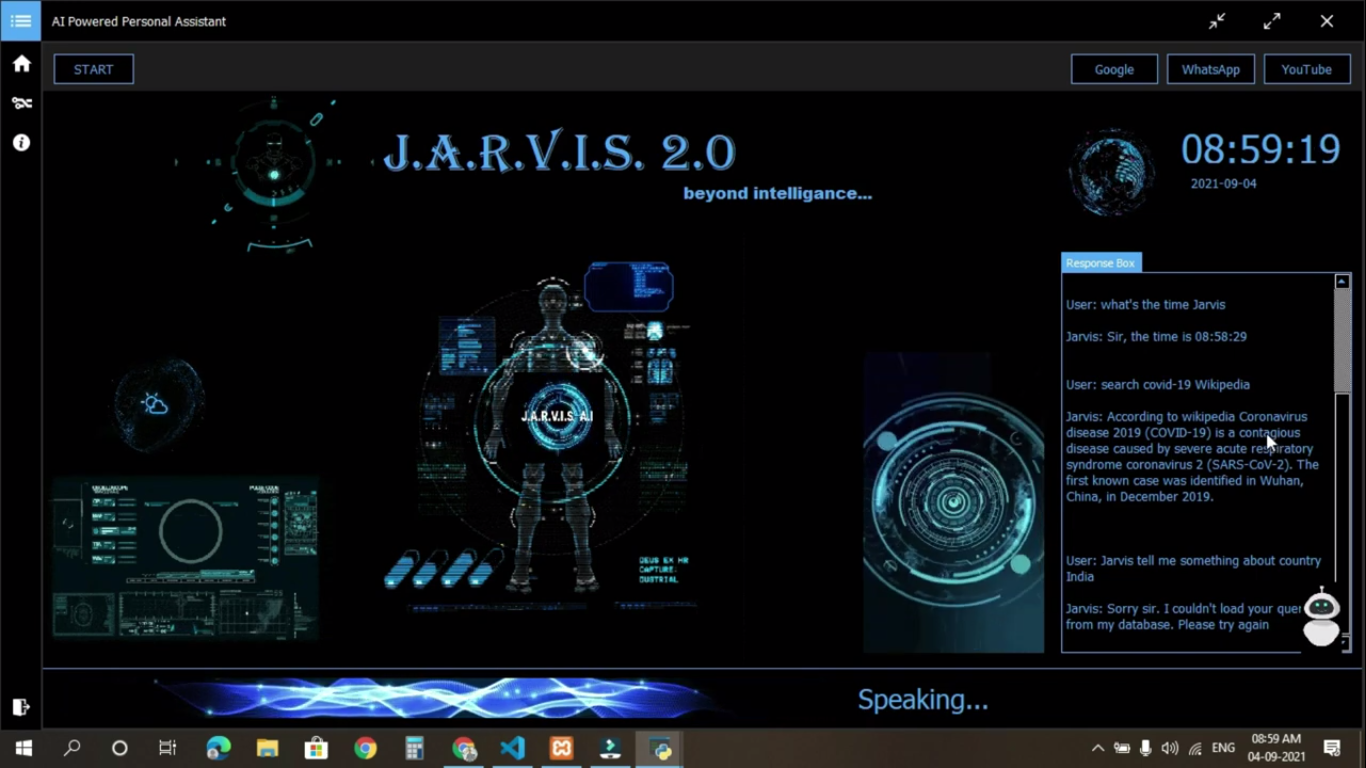 AI Powered Personal Assistant
START
Google
WhatsApp
YouTube
J.A.R.V.I.S. 2.0
beyond intelligance...
08:59:19
2021-09-04
Response Box
User: what's the time Jarvis
Jarvis: Sir, the time is 08:58:29
User: search covid-19 Wikipedia
Jarvis: According to wikipedia Coronavirus
disease 2019 (COVID-19) is a contagious
disease caused by severe acute respiratory
syndrome coronavirus 2 (SARS-CoV-2). The
first known case was identified in Wuhan,
China, in December 2019.
User: Jarvis tell me something about country
India
Jarvis: Sorry sir. I couldn't load your quer
from my database. Please try again
J.A.R.V.I.S. A.I
DEUS EX HR
CAPTURE:
DUSTRIAL
Speaking...
ENG
08:59 AM
04-09-2021